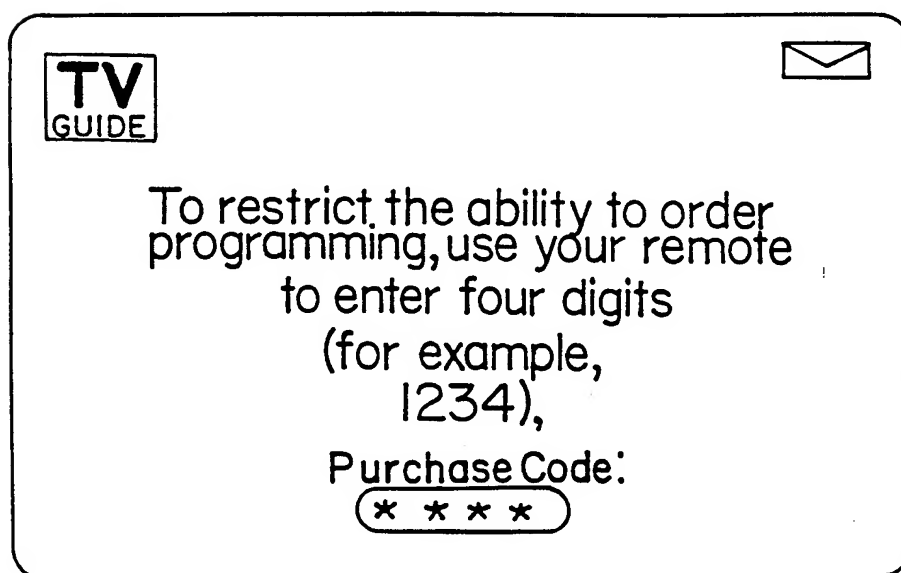 TV
GUIDE
To restrict the ability to order
programming, use your remote
to enter four digits
(for example,
1234),
Purchase Code:
* * * *